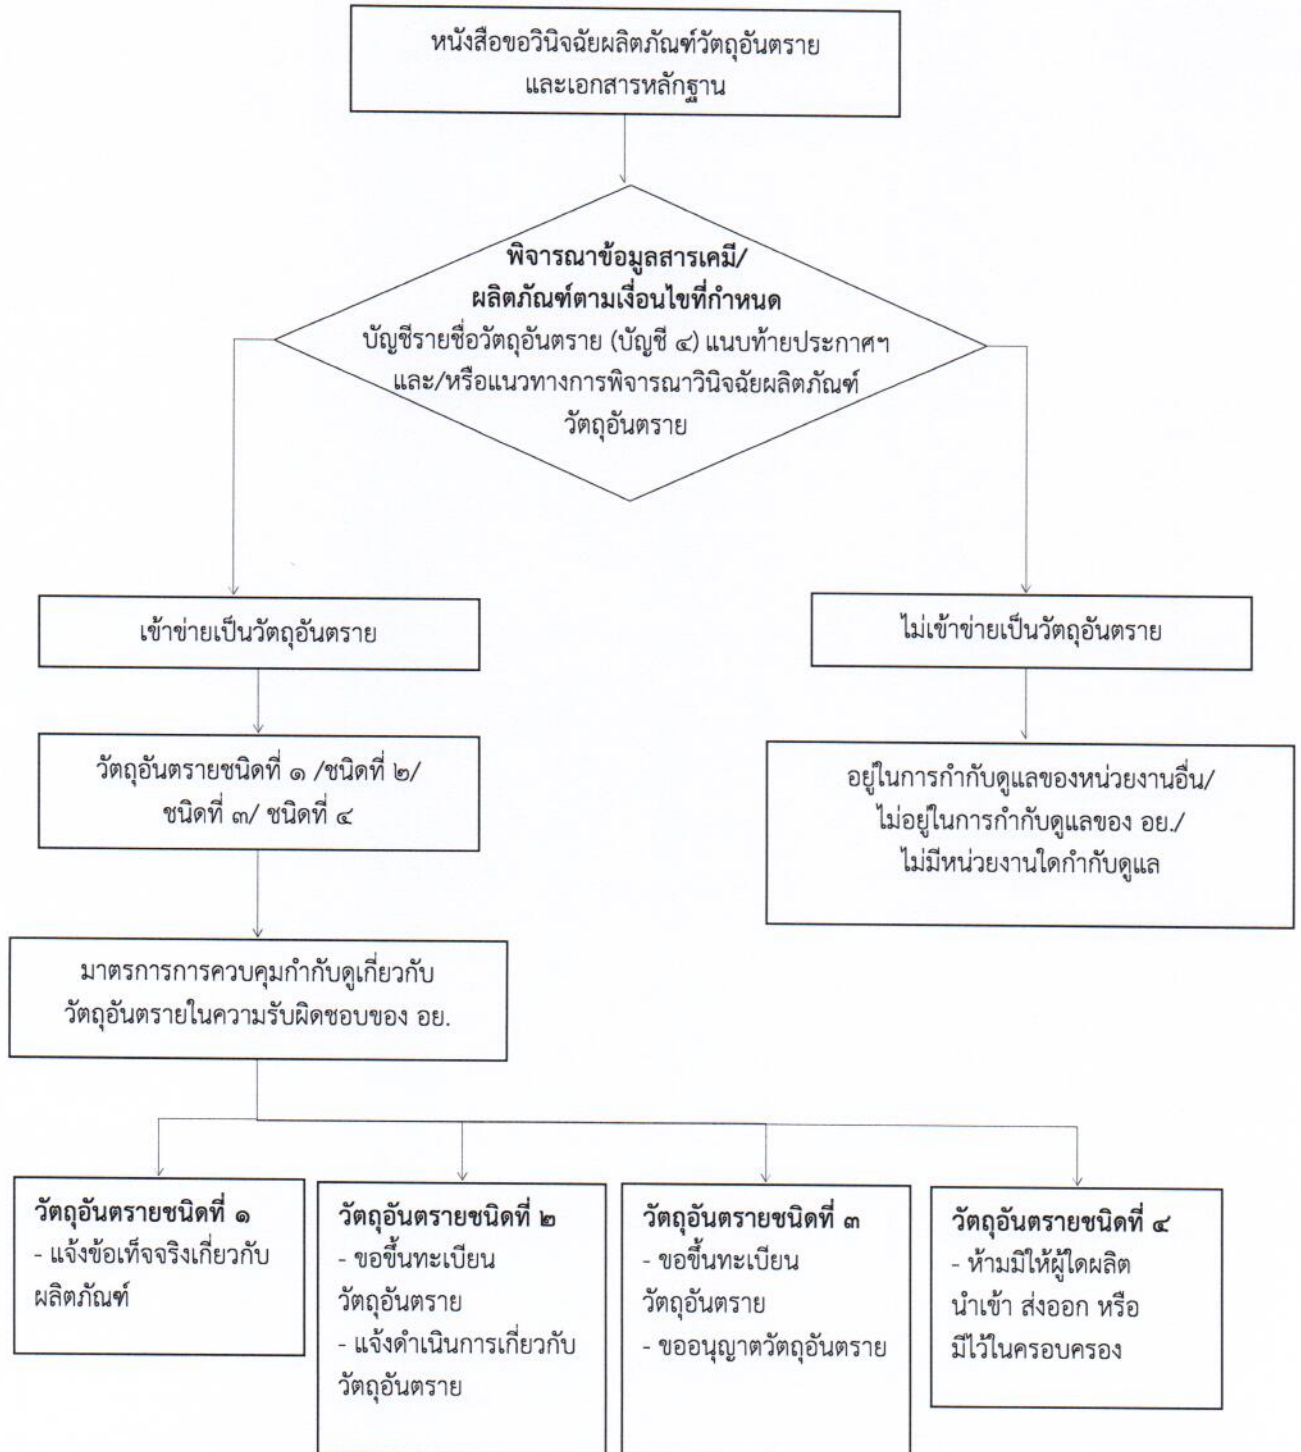 หนังสือขอวินิจฉัยผลิตภัณฑ์วัตถุอันตราย
และเอกสารหลักฐาน
พิจารณาข้อมูลสารเคมี/
ผลิตภัณฑ์ตามเงื่อนไขที่กำหนด
บัญชีรายชื่อวัตถุอันตราย (บัญชี ๔) แนบท้ายประกาศฯ
และ/หรือแนวทางการพิจารณาวินิจฉัยผลิตภัณฑ์
วัตถุอันตราย
เข้าข่ายเป็นวัตถุอันตราย
ไม่เข้าข่ายเป็นวัตถุอันตราย
วัตถุอันตรายชนิดที่ ๑ /ชนิดที่ ๒/
ชนิดที่ ๓/ ชนิดที่ ๔
อยู่ในการกำกับดูแลของหน่วยงานอื่น/
ไม่อยู่ในการกำกับดูแลของ อย./
ไม่มีหน่วยงานใดกำกับดูแล
มาตรการการควบคุมกำกับดูเกี่ยวกับ
วัตถุอันตรายในความรับผิดชอบของ อย.
วัตถุอันตรายชนิดที่ ๑
- แจ้งข้อเท็จจริงเกี่ยวกับ
ผลิตภัณฑ์
วัตถุอันตรายชนิดที่ ๒
- ขอขึ้นทะเบียน
วัตถุอันตราย
- แจ้งดำเนินการเกี่ยวกับ
วัตถุอันตราย
วัตถุอันตรายชนิดที่ ๓
- ขอขึ้นทะเบียน
วัตถุอันตราย
- ขออนุญาตวัตถุอันตราย
วัตถุอันตรายชนิดที่ ๔
- ห้ามมิให้ผู้ใดผลิต
นำเข้า ส่งออก หรือ
มีไว้ในครอบครอง